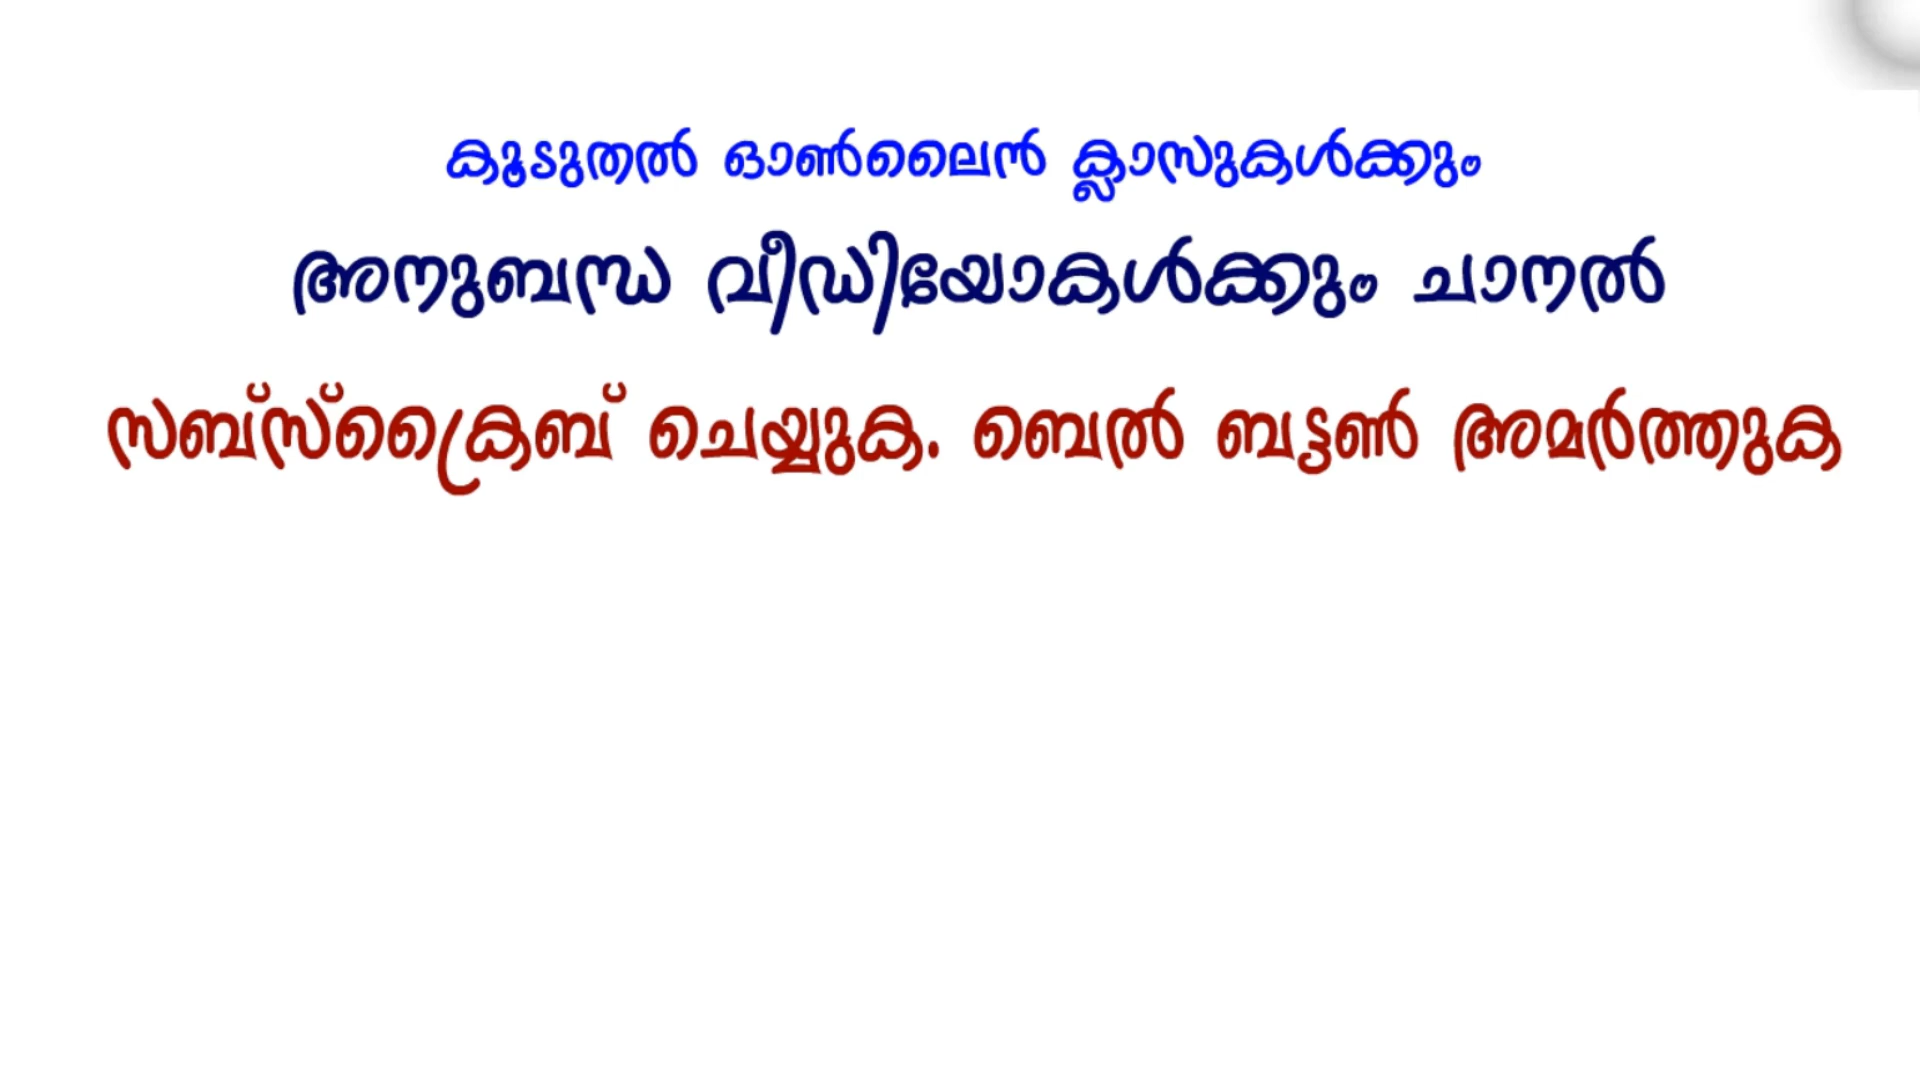 കൂടുതൽ ഓൺലൈൻ ക്ലാസുകൾക്കും
അനുബന്ധ വീഡിയോകൾക്കും ചാനൽ
സബ്സ്ക്രൈബ് ചെയ്യുക. ബെൽ ബട്ടൺ അമർത്തുക